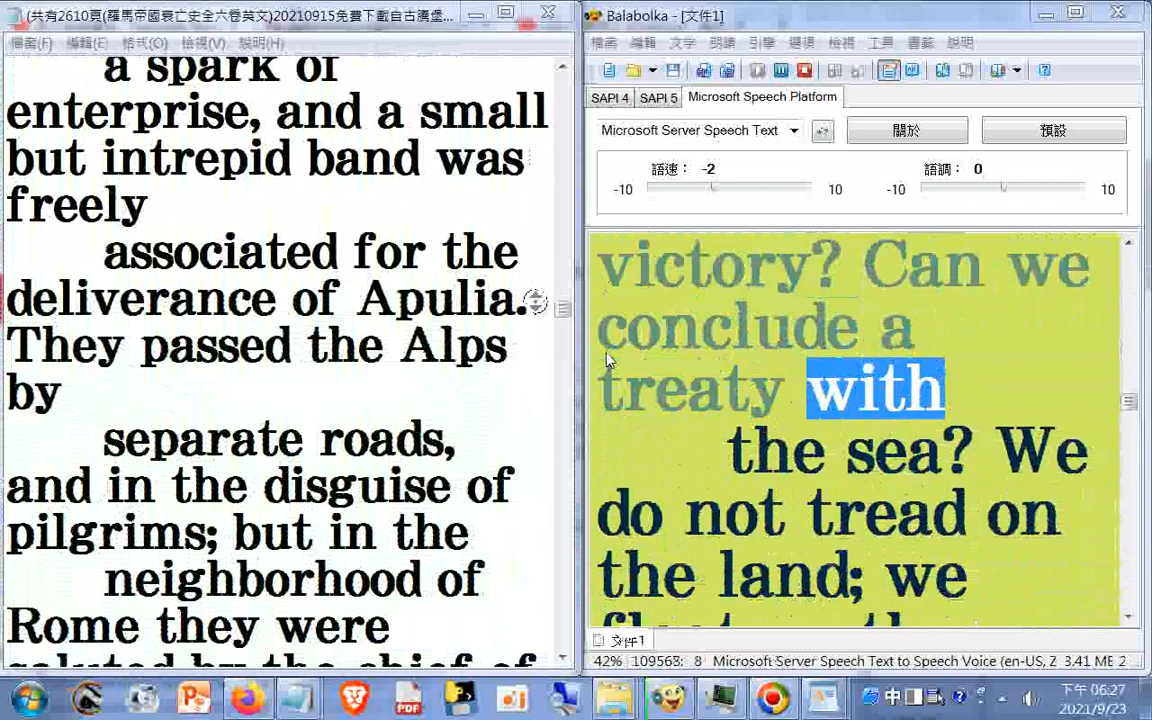 (共有2610頁(羅馬帝國衰亡史全六卷英文)20210915免費下載自古騰堡...
檔案(F) 編輯(E) 格式(O) 檢視(V) 說明(H)
a spark of
enterprise, and a small
but intrepid band was
freely
associated for the
deliverance of Apulia.
They passed the Alps
by
separate roads,
and in the disguise of
pilgrims; but in the
neighborhood of
Rome they were
saluted by the chief of
Balabolka - [文件1]
檔案 編輯 文字 朗讀 引擎 選項 檢視 工具 書籤 說明
SAPI 4 SAPI 5 Microsoft Speech Platform
Microsoft Server Speech Text 關於 預設
語速： -2 語調： 0
-10 10 -10 10
victory? Can we
conclude a
treaty with
the sea? We
do not tread on
the land; we
文件1
42% 109568: 8 Microsoft Server Speech Text to Speech Voice (en-US, Z 3.41 MB 2
中 下午 06:27
2021/9/23